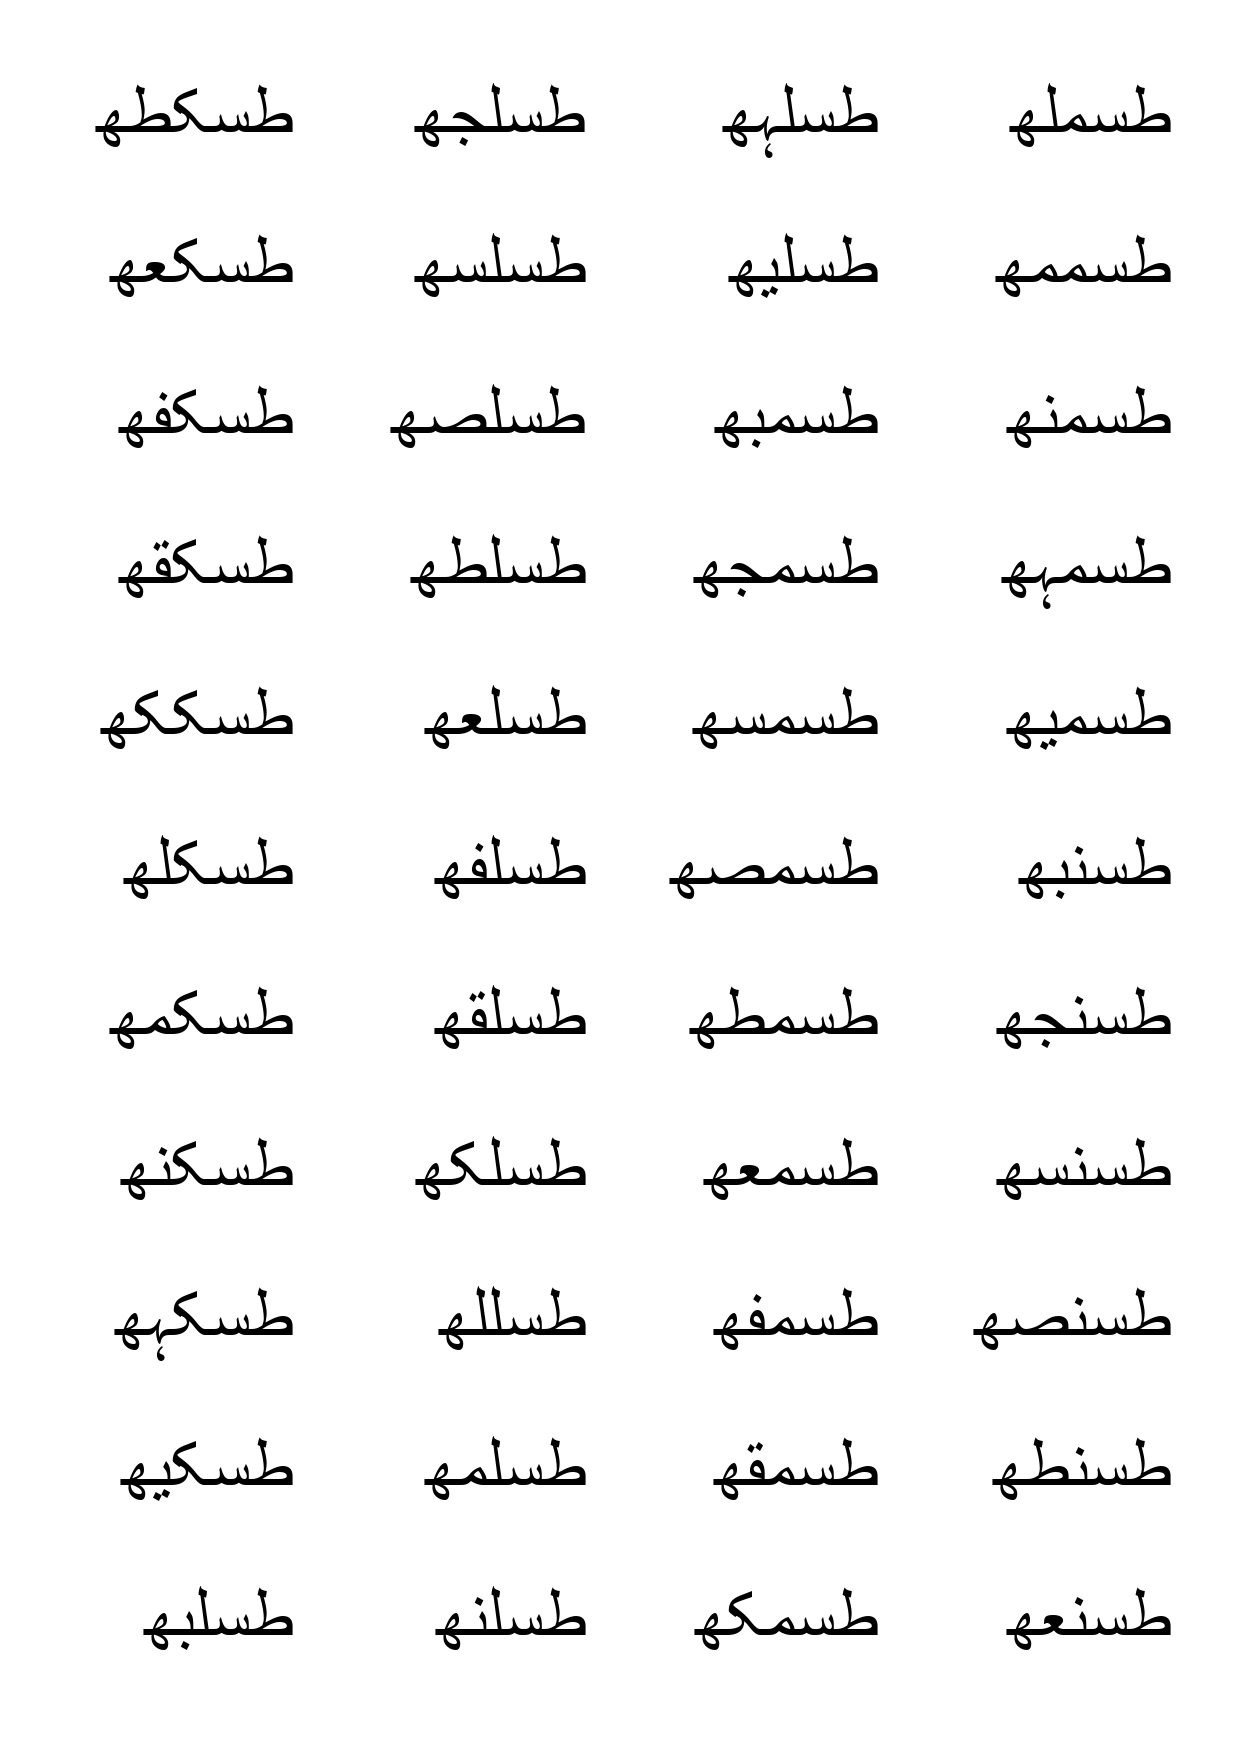 طسملھ طسلہھ طسلجھ طسکطھ
طسممھ طسلیھ طسلسھ طسکعھ
طسمنھ طسمبھ طسلصھ طسکفھ
طسمہھ طسمجھ طسلطھ طسکقھ
طسمیھ طسمسھ طسلعھ طسککھ
طسنبھ طسمصھ طسلفھ طسکلھ
طسنجھ طسمطھ طسلقھ طسکمھ
طسنسھ طسمعھ طسلکھ طسکنھ
طسنصھ طسمفھ طسللھ طسکہھ
طسنطھ طسمقھ طسلمھ طسکیھ
طسنعھ طسمکھ طسلنھ طسلبھ